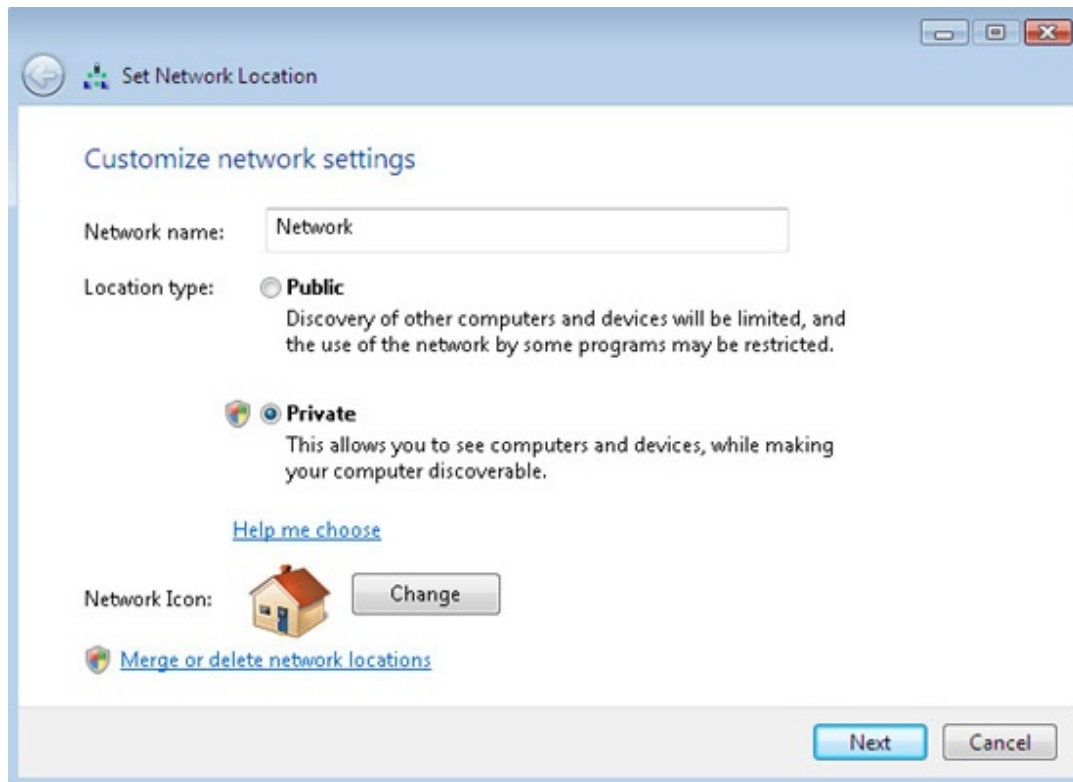 Set Network Location
Customize network settings
Network name: Network
Location type: Public
Discovery of other computers and devices will be limited, and
the use of the network by some programs may be restricted.
Private
This allows you to see computers and devices, while making
your computer discoverable.
Help me choose
Network Icon: Change
Merge or delete network locations
Next Cancel